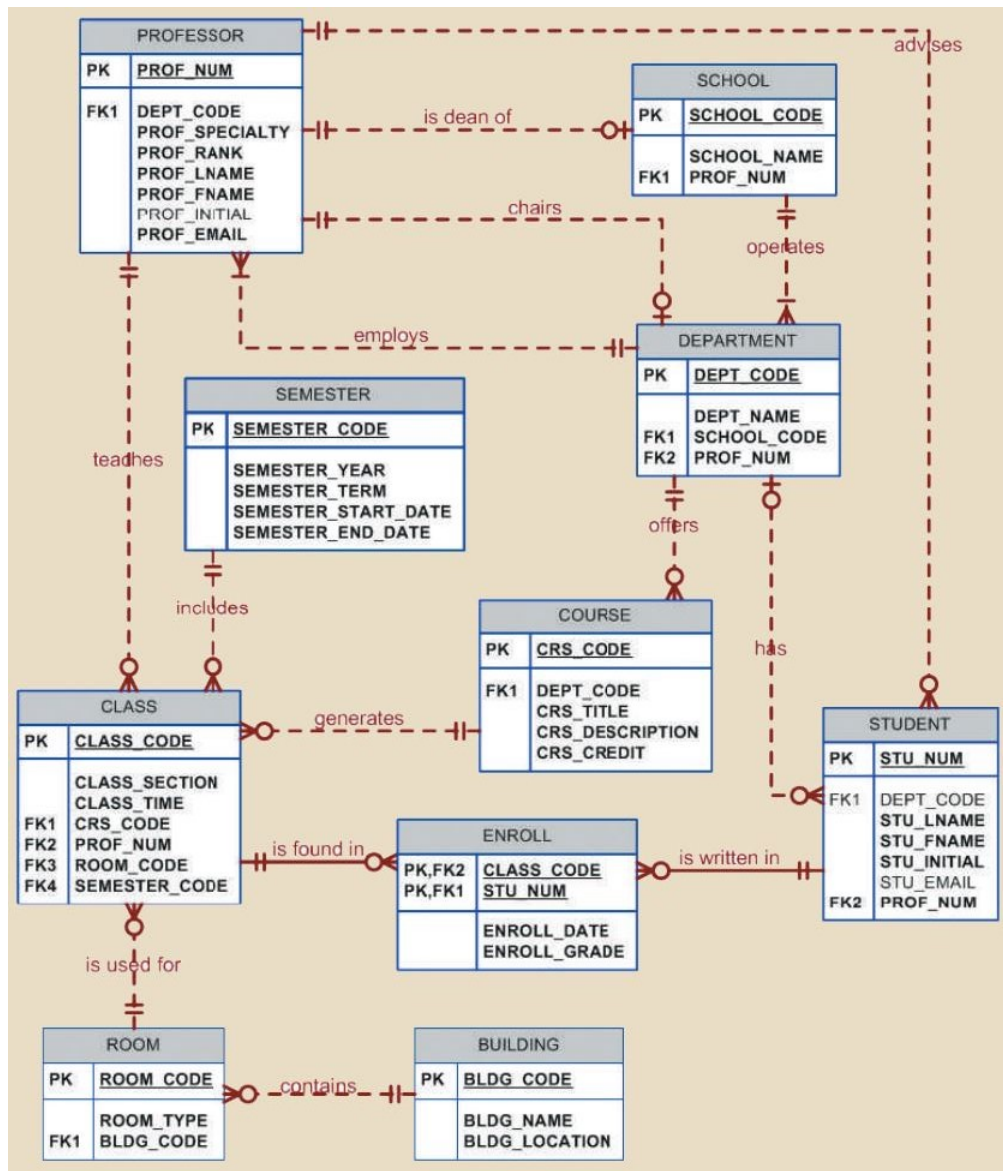 PROFESSOR
PK PROF_NUM
FK1 DEPT_CODE
PROF_SPECIALTY
PROF_RANK
PROF_LNAME
PROF_FNAME
PROF_INITIAL
PROF_EMAIL
advises
is dean of
SCHOOL
PK SCHOOL_CODE
SCHOOL_NAME
FK1 PROF_NUM
chairs
operates
employs
DEPARTMENT
PK DEPT_CODE
DEPT_NAME
FK1 SCHOOL_CODE
FK2 PROF_NUM
teaches
SEMESTER
PK SEMESTER_CODE
SEMESTER_YEAR
SEMESTER_TERM
SEMESTER_START_DATE
SEMESTER_END_DATE
offers
includes
COURSE
PK CRS_CODE
FK1 DEPT_CODE
CRS_TITLE
CRS_DESCRIPTION
CRS_CREDIT
has
CLASS
PK CLASS_CODE
CLASS_SECTION
CLASS_TIME
FK1 CRS_CODE
FK2 PROF_NUM
FK3 ROOM_CODE
FK4 SEMESTER_CODE
generates
STUDENT
PK STU_NUM
FK1 DEPT_CODE
STU_LNAME
STU_FNAME
STU_INITIAL
STU_EMAIL
FK2 PROF_NUM
is found in
ENROLL
PK,FK2 CLASS_CODE
PK,FK1 STU_NUM
ENROLL_DATE
ENROLL_GRADE
is written in
is used for
ROOM
PK ROOM_CODE
ROOM_TYPE
FK1 BLDG_CODE
contains
BUILDING
PK BLDG_CODE
BLDG_NAME
BLDG_LOCATION